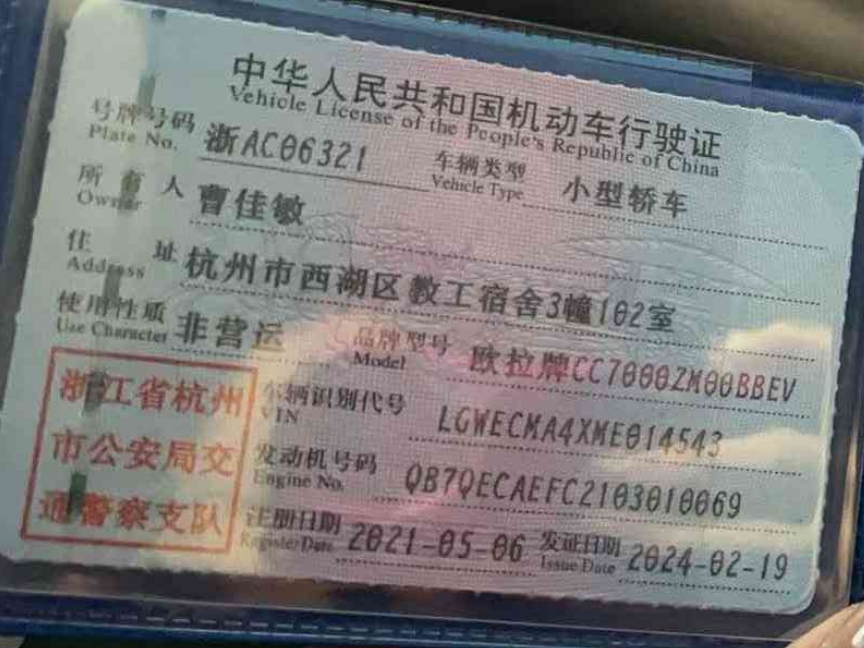 中华人民共和国机动车行驶证
Vehicle License of the People's Republic of China
号牌号码 浙AC06321 车辆类型 小型轿车
Plate No. Vehicle Type
所有人 曹佳敏
Owner
住址 杭州市西湖区教工宿舍3幢102室
Address
使用性质 非营运 品牌型号 欧拉牌CC7000ZM00BBEV
Use Character Model
浙江省杭州 车辆识别代号 LGWECMA4XME014543
VIN
市公安局交 发动机号码 QB7QECAEFC2103010069
Engine No.
通警察支队 注册日期 2021-05-06 发证日期 2024-02-19
Register Date Issue Date